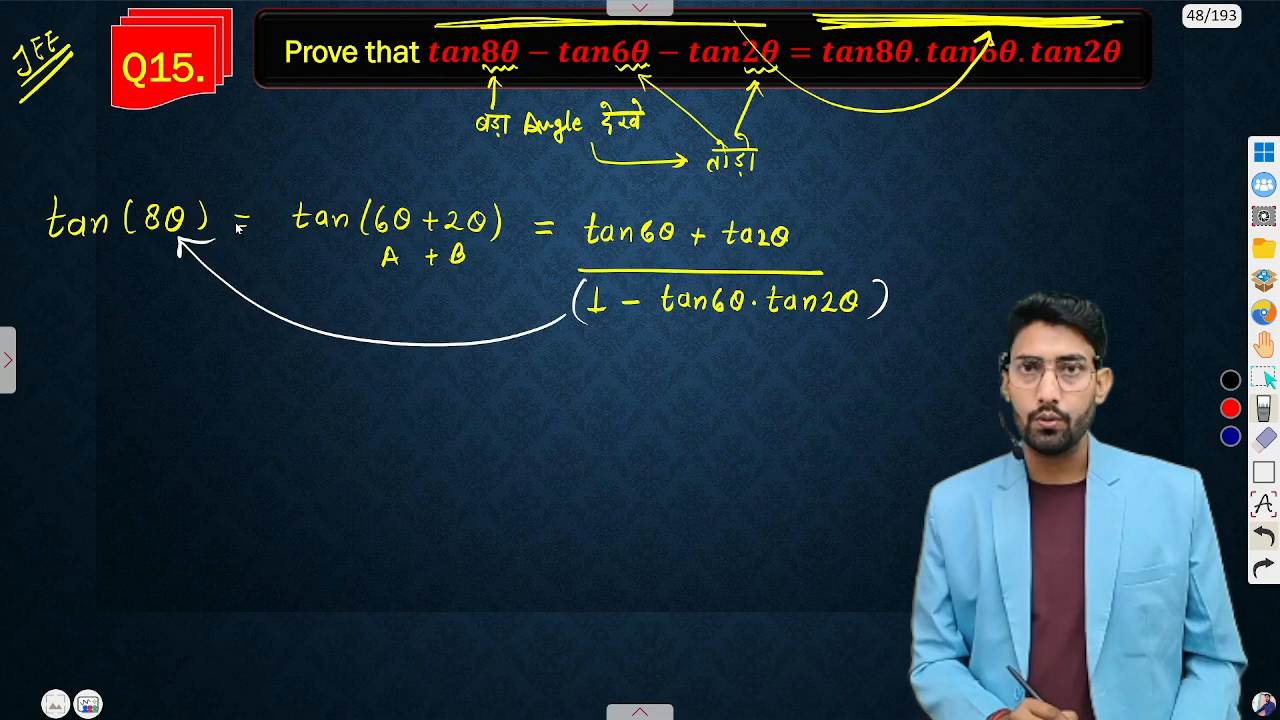 48/193
JEE
Q15.
Prove that tan8θ − tan6θ − tan2θ = tan8θ.tan6θ.tan2θ
बड़ा Angle देखे
तोड़ो
tan(8θ) = tan(6θ+2θ) = tan6θ + ta2θ
A + B
(1 − tan6θ·tan2θ)